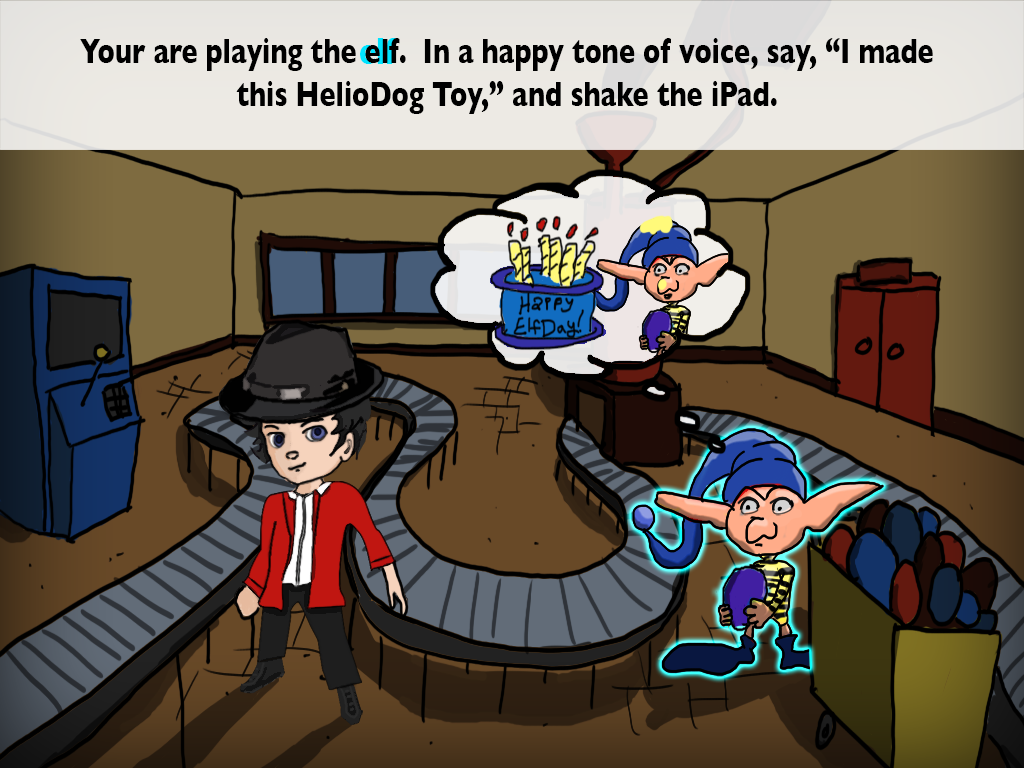 Your are playing the elf. In a happy tone of voice, say, “I made
this HelioDog Toy,” and shake the iPad.
Happy
ElfDay!